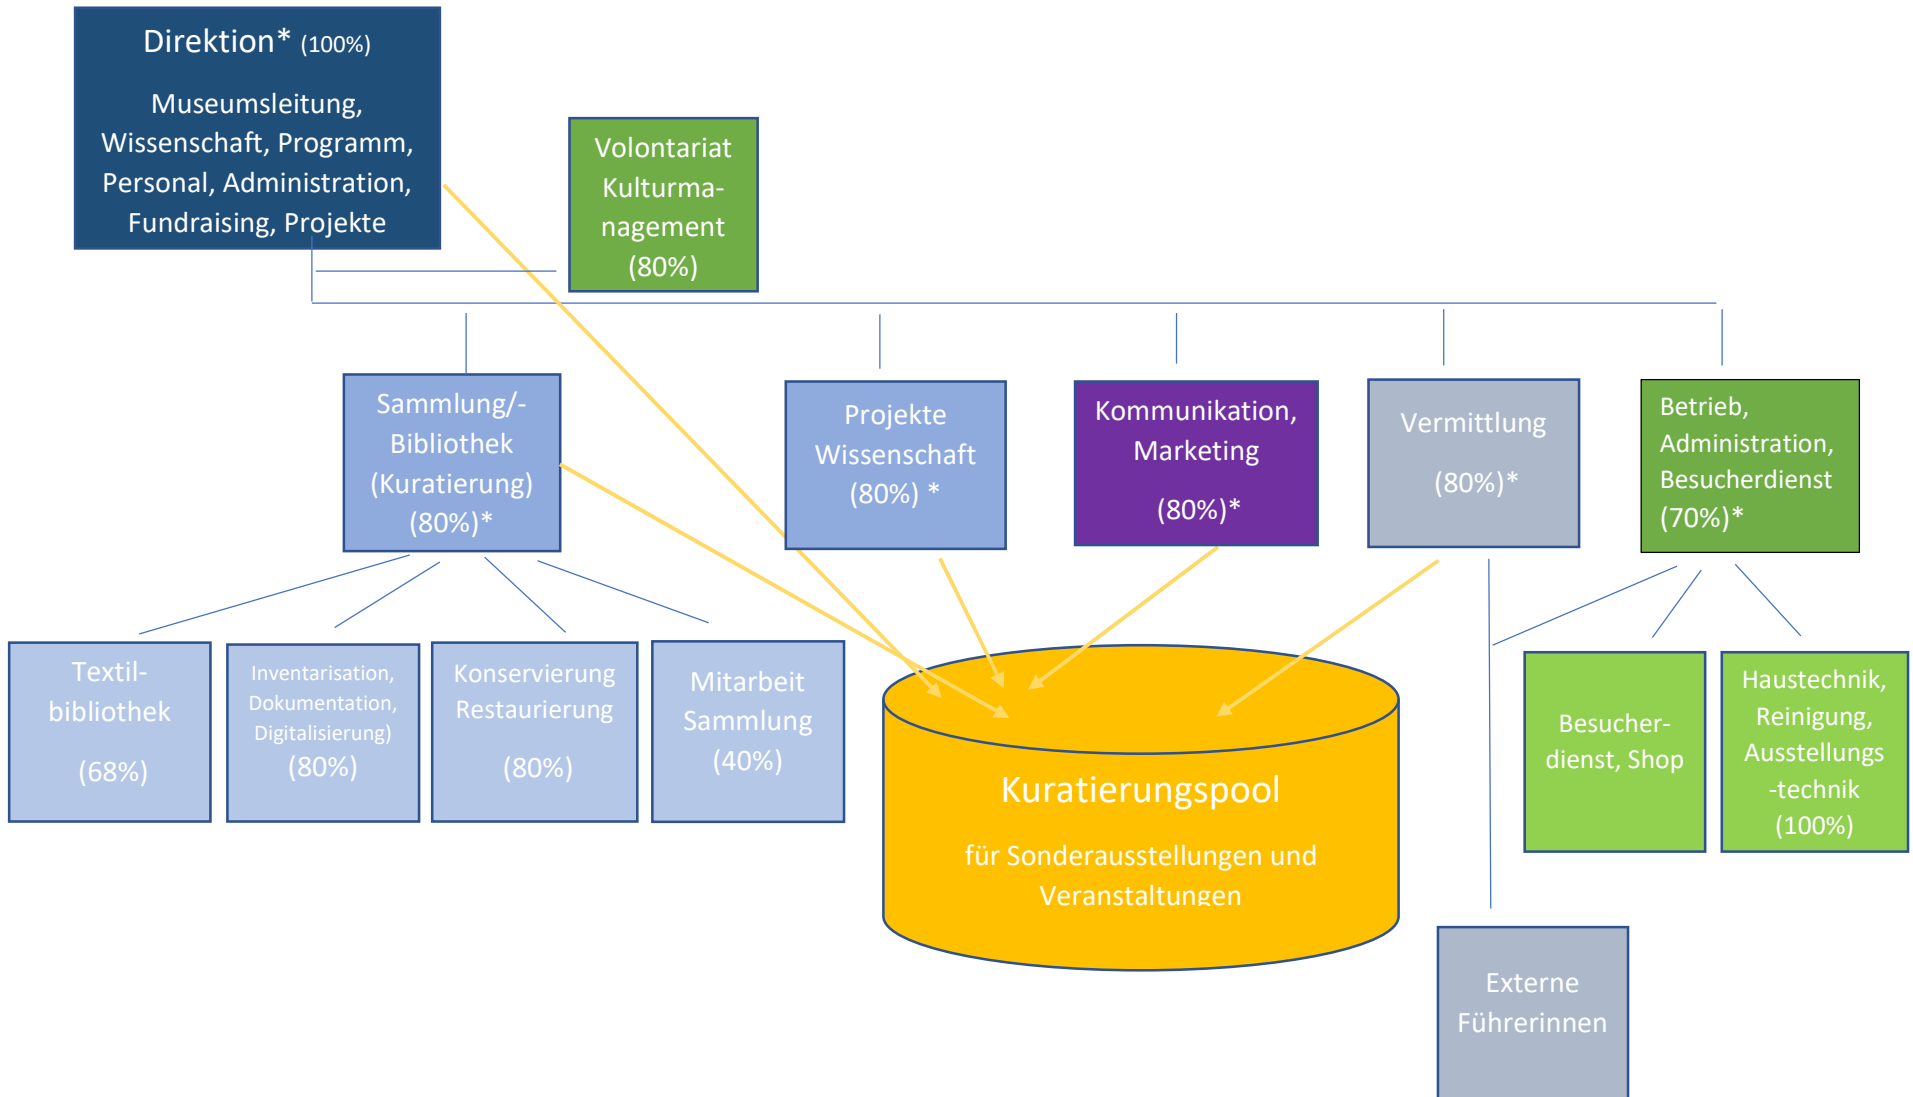 Direktion* (100%)
Museumsleitung,
Wissenschaft, Programm,
Personal, Administration,
Fundraising, Projekte
Volontariat
Kulturma-
nagement
(80%)
Sammlung/-
Bibliothek
(Kuratierung)
(80%)*
Projekte
Wissenschaft
(80%) *
Kommunikation,
Marketing
(80%)*
Vermittlung
(80%)*
Betrieb,
Administration,
Besucherdienst
(70%)*
Textil-
bibliothek
(68%)
Inventarisation,
Dokumentation,
Digitalisierung)
(80%)
Konservierung
Restaurierung
(80%)
Mitarbeit
Sammlung
(40%)
Kuratierungspool
für Sonderausstellungen und
Veranstaltungen
Besucher-
dienst, Shop
Haustechnik,
Reinigung,
Ausstellungs
-technik
(100%)
Externe
Führerinnen